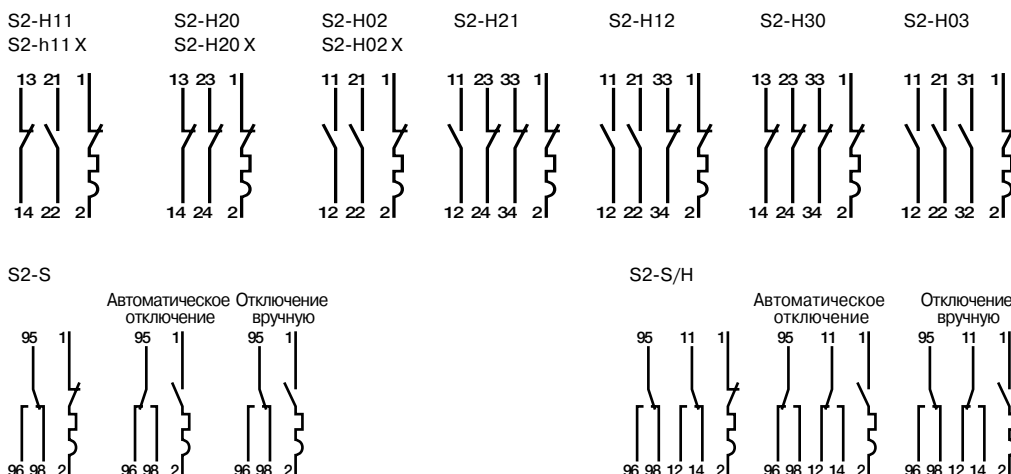 S2-H11 S2-H20 S2-H02 S2-H21 S2-H12 S2-H30 S2-H03
S2-h11 X S2-H20 X S2-H02 X
13 21 1 13 23 1 11 21 1 11 23 33 1 11 21 33 1 13 23 33 1 11 21 31 1
14 22 2 14 24 2 12 22 2 12 24 34 2 12 22 34 2 14 24 34 2 12 22 32 2
S2-S S2-S/H
Автоматическое Отключение Автоматическое Отключение
отключение вручную отключение вручную
95 1 95 1 95 1 95 11 1 95 11 1 95 11 1
96 98 2 96 98 2 96 98 2 96 98 12 14 2 96 98 12 14 2 96 98 12 14 2